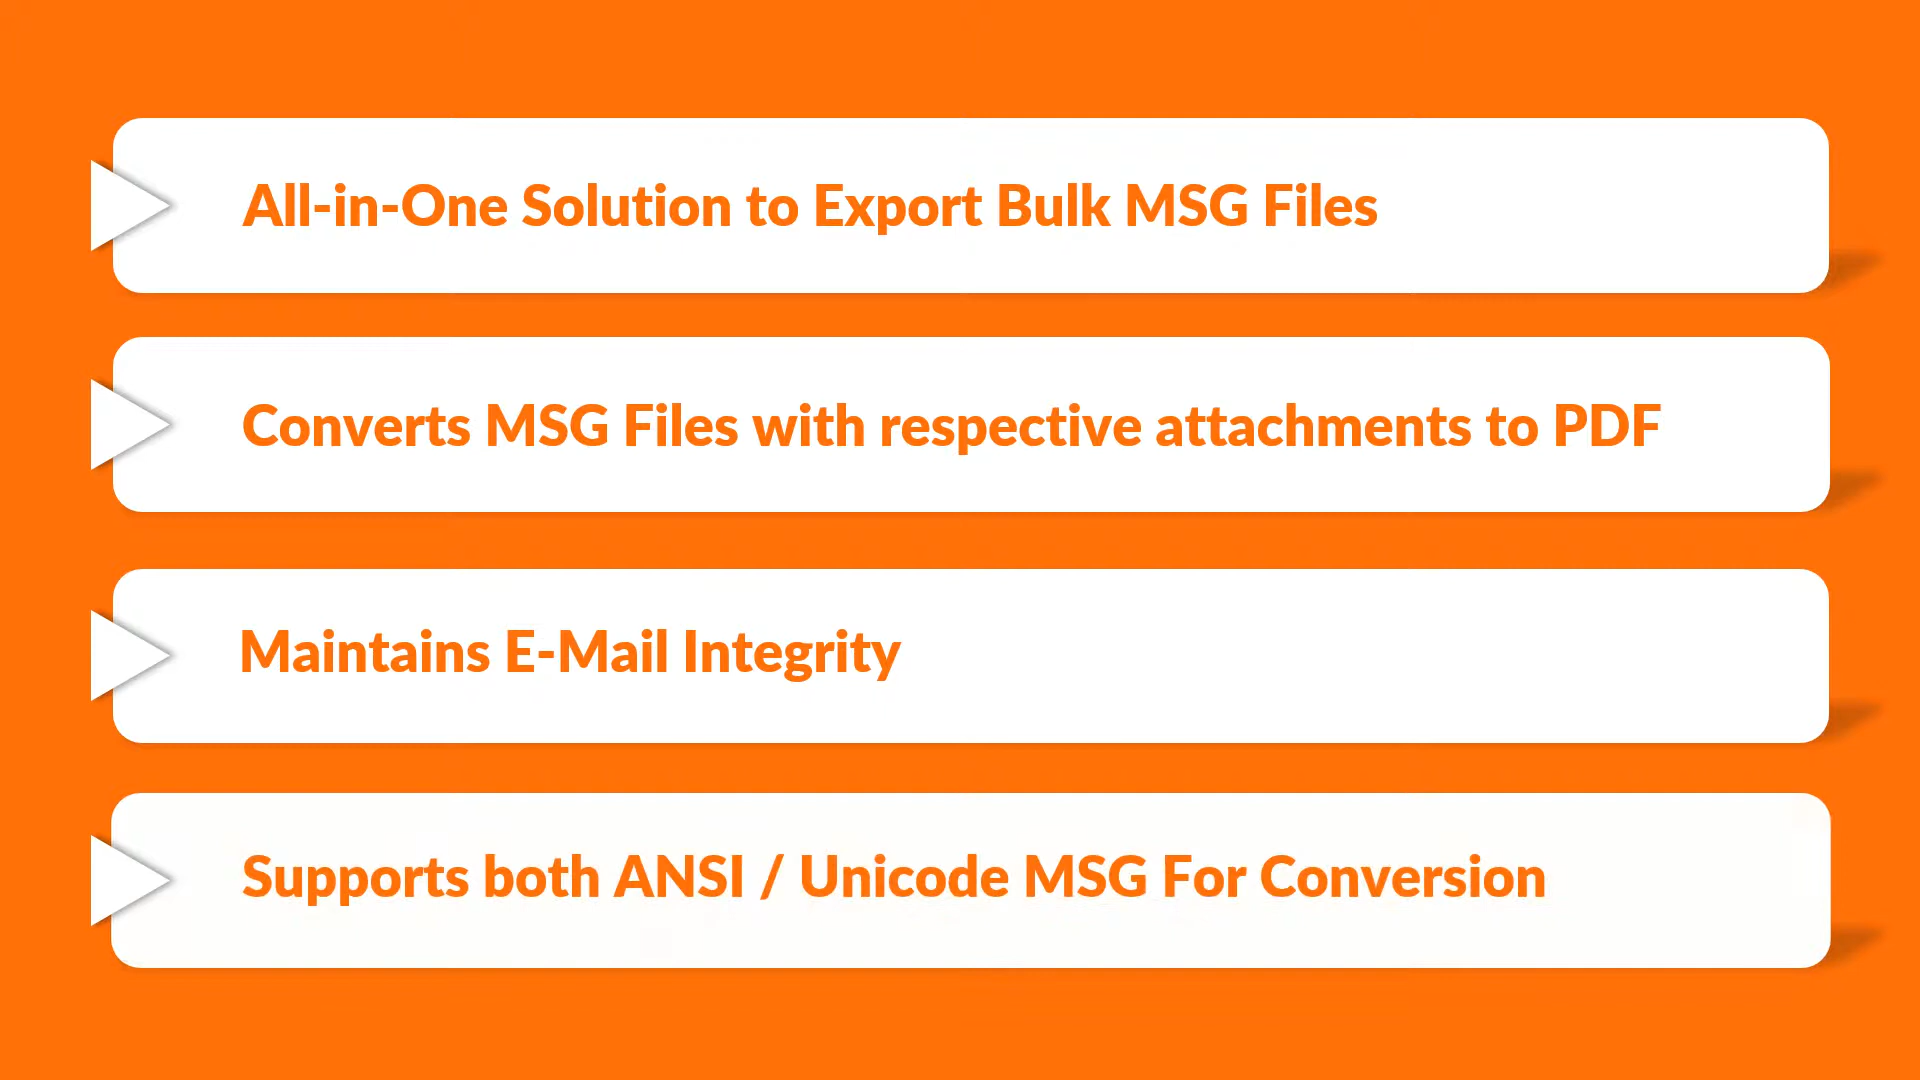 All-in-One Solution to Export Bulk MSG Files
Converts MSG Files with respective attachments to PDF
Maintains E-Mail Integrity
Supports both ANSI / Unicode MSG For Conversion